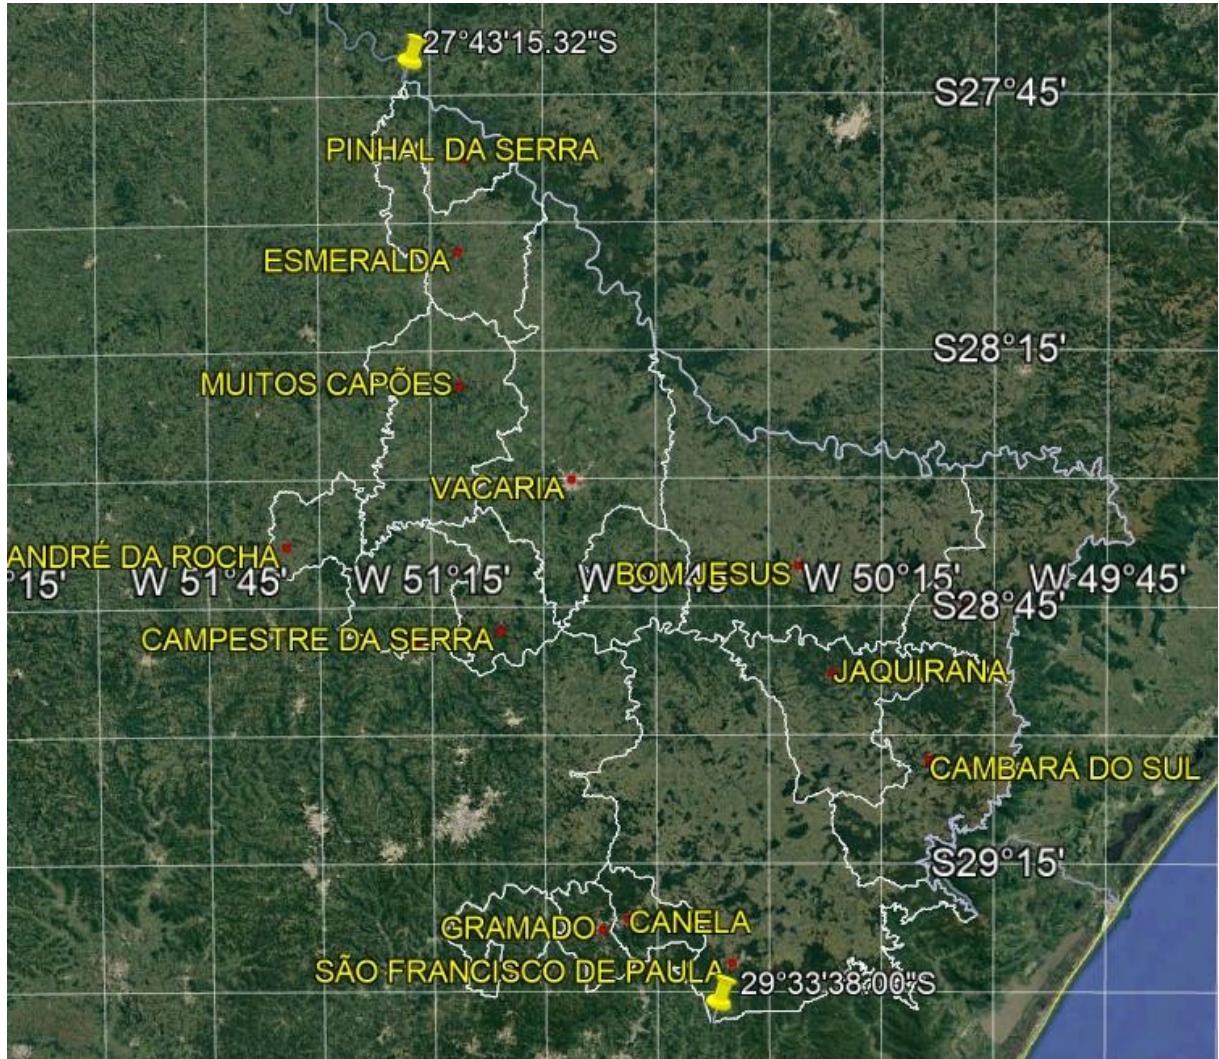 27°43'15.32"S
S27°45'
PINHAL DA SERRA
ESMERALDA
S28°15'
MUITOS CAPÕES
VACARIA
ANDRÉ DA ROCHA
°15'
W 51°45'
W 51°15'
W
BOM JESUS
45'
W 50°15'
W 49°45'
S28°45'
CAMPESTRE DA SERRA
JAQUIRANA
CAMBARÁ DO SUL
S29°15'
GRAMADO
CANELA
SÃO FRANCISCO DE PAULA
29°33'38.00"S